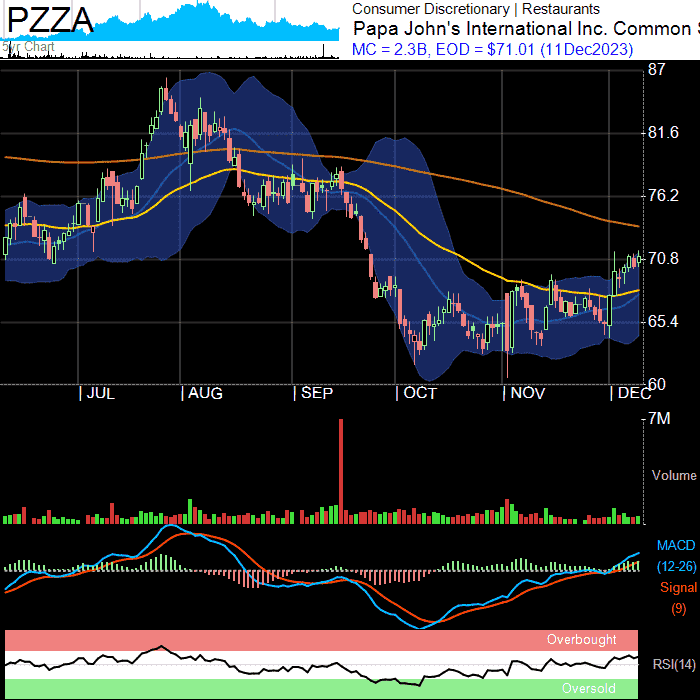 PZZA
5yr Chart
Consumer Discretionary | Restaurants
Papa John's International Inc. Common S
MC = 2.3B, EOD = $71.01 (11Dec2023)
87
81.6
76.2
70.8
65.4
60
| JUL | AUG | SEP | OCT | NOV | DEC
7M
Volume
MACD
(12-26)
Signal
(9)
Overbought
RSI(14)
Oversold